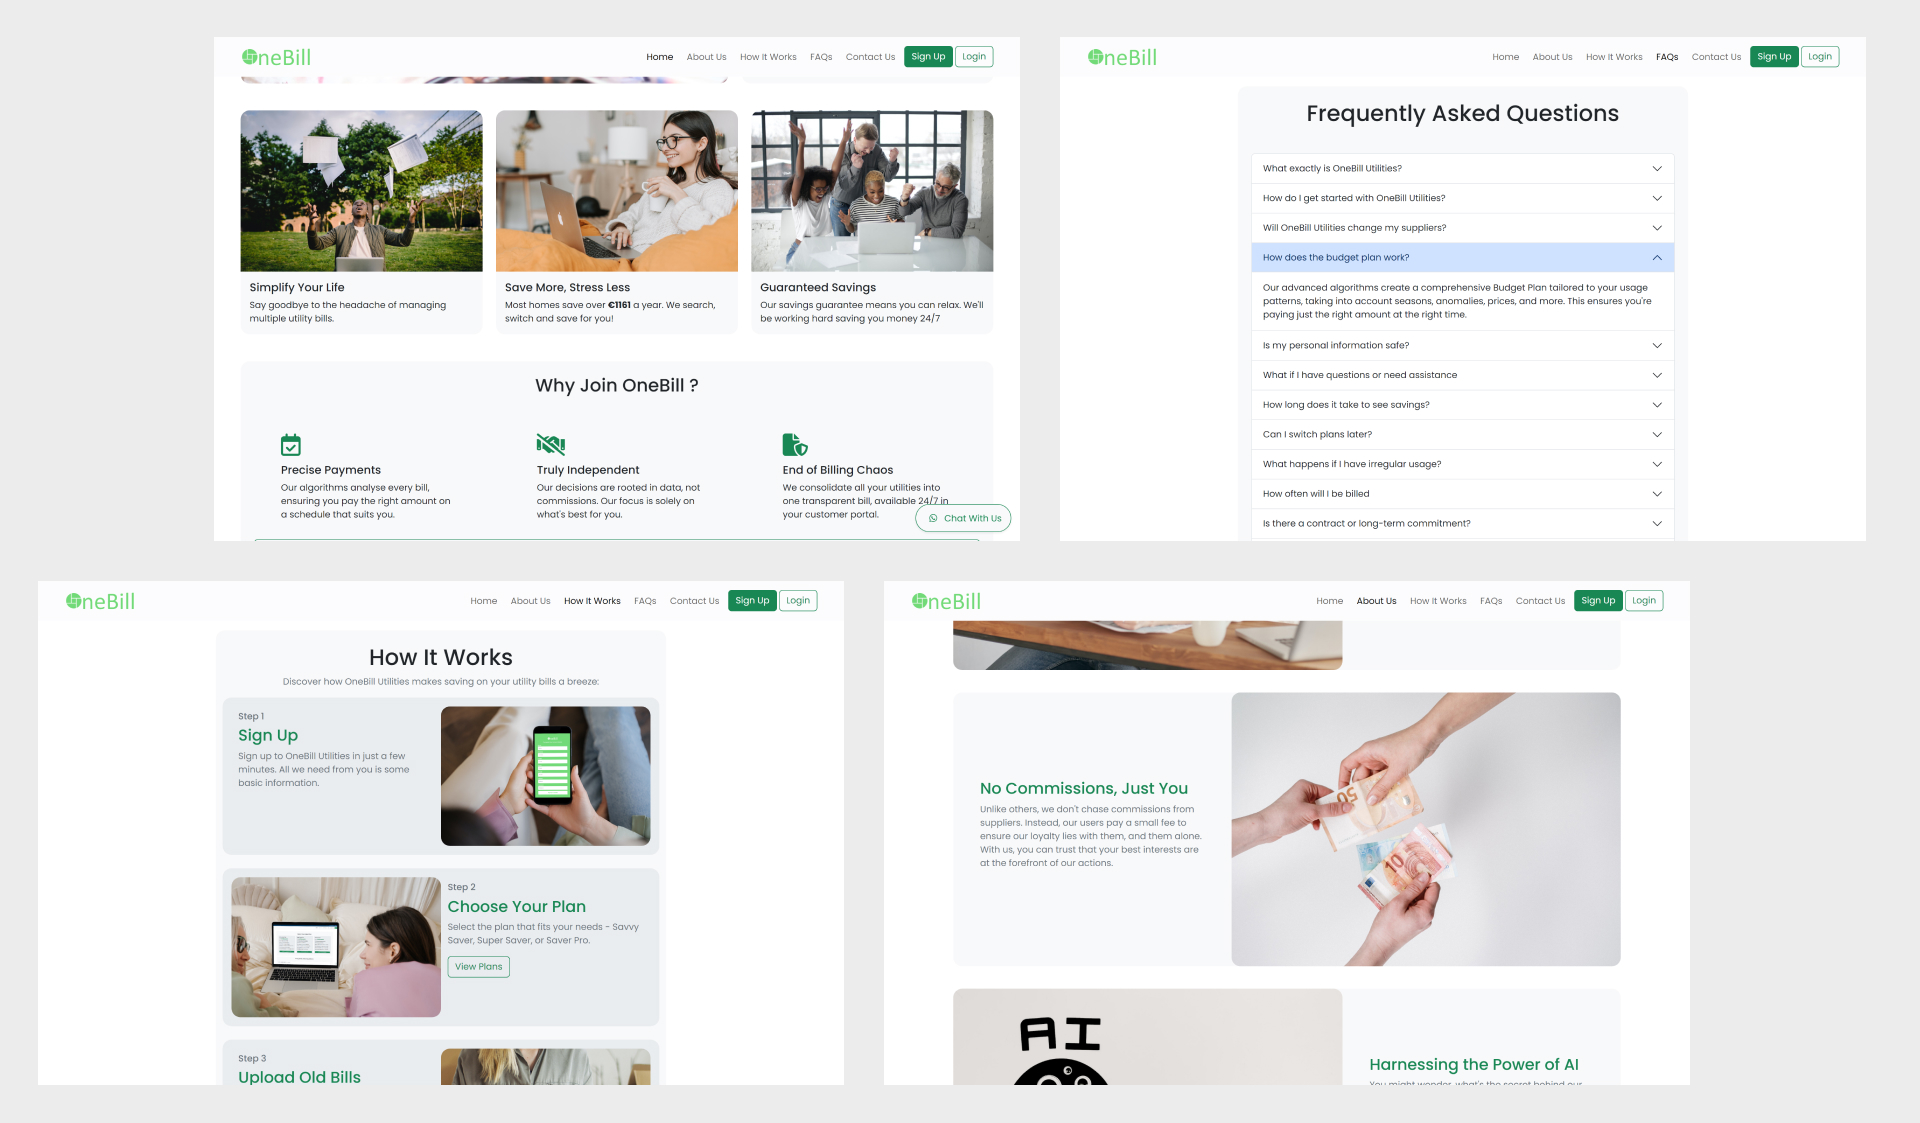 OneBill
Home About Us How It Works FAQs Contact Us Sign Up Login
Simplify Your Life
Say goodbye to the headache of managing
multiple utility bills.
Save More, Stress Less
Most homes save over €1161 a year. We search,
switch and save for you!
Guaranteed Savings
Our savings guarantee means you can relax. We'll
be working hard saving you money 24/7
Why Join OneBill ?
Precise Payments
Our algorithms analyse every bill,
ensuring you pay the right amount on
a schedule that suits you.
Truly Independent
Our decisions are rooted in data, not
commissions. Our focus is solely on
what's best for you.
End of Billing Chaos
We consolidate all your utilities into
one transparent bill, available 24/7 in
your customer portal.
Chat With Us
OneBill
Home About Us How It Works FAQs Contact Us Sign Up Login
Frequently Asked Questions
What exactly is OneBill Utilities?
How do I get started with OneBill Utilities?
Will OneBill Utilities change my suppliers?
How does the budget plan work?
Our advanced algorithms create a comprehensive Budget Plan tailored to your usage
patterns, taking into account seasons, anomalies, prices, and more. This ensures you're
paying just the right amount at the right time.
Is my personal information safe?
What if I have questions or need assistance
How long does it take to see savings?
Can I switch plans later?
What happens if I have irregular usage?
How often will I be billed
Is there a contract or long-term commitment?
OneBill
Home About Us How It Works FAQs Contact Us Sign Up Login
How It Works
Discover how OneBill Utilities makes saving on your utility bills a breeze:
Step 1
Sign Up
Sign up to OneBill Utilities in just a few
minutes. All we need from you is some
basic information.
Step 2
Choose Your Plan
Select the plan that fits your needs - Savvy
Saver, Super Saver, or Saver Pro.
View Plans
Step 3
Upload Old Bills
OneBill
Home About Us How It Works FAQs Contact Us Sign Up Login
No Commissions, Just You
Unlike others, we don't chase commissions from
suppliers. Instead, our users pay a small fee to
ensure our loyalty lies with them, and them alone.
With us, you can trust that your best interests are
at the forefront of our actions.
50
10
AI
Harnessing the Power of AI
You might wonder, what's the secret behind our